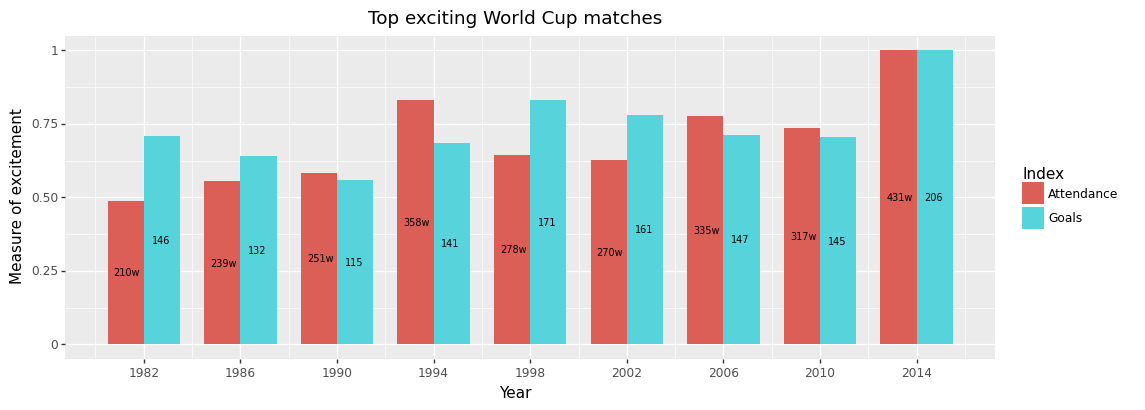 Top exciting World Cup matches
Measure of excitement
1
0.75
0.50
0.25
0
210w 146
239w 132
251w 115
358w 141
278w 171
270w 161
335w 147
317w 145
431w 206
1982 1986 1990 1994 1998 2002 2006 2010 2014
Year
Index
Attendance
Goals